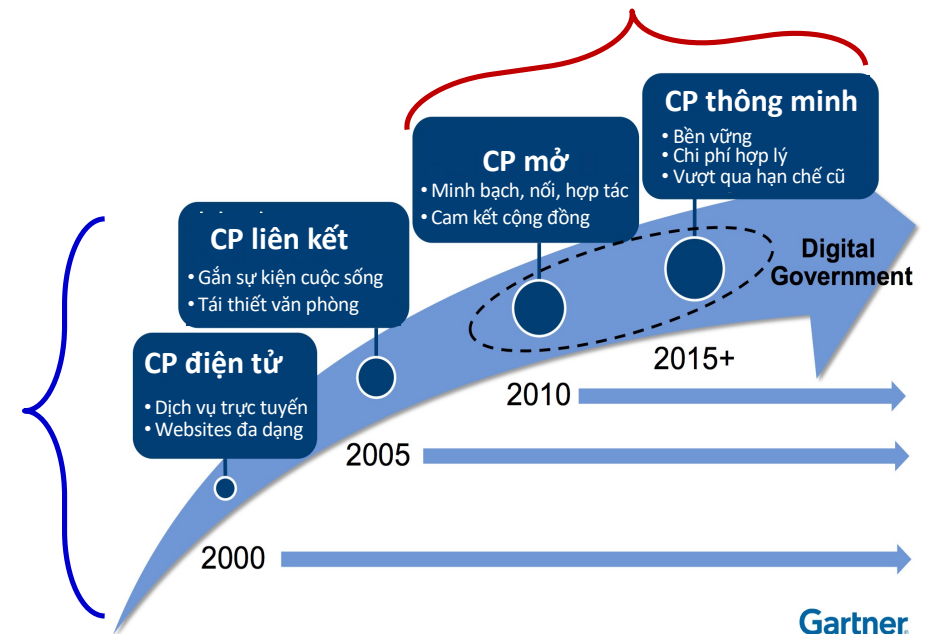 CP thông minh
• Bền vững
• Chi phí hợp lý
• Vượt qua hạn chế cũ
CP mở
• Minh bạch, nối, hợp tác
• Cam kết cộng đồng
CP liên kết
• Gắn sự kiện cuộc sống
• Tái thiết văn phòng
CP điện tử
• Dịch vụ trực tuyến
• Websites đa dạng
Digital
Government
2015+
2010
2005
2000
Gartner